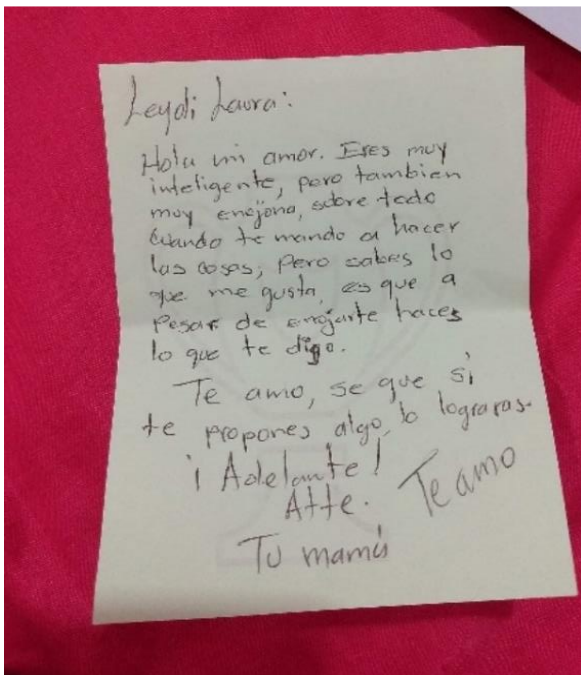 Leydi Laura:
Hola mi amor. Eres muy
inteligente, pero tambien
muy enojona, sobre todo
cuando te mando a hacer
las cosas; Pero sabes lo
que me gusta, es que a
pesar de enojarte haces
lo que te digo.
Te amo, se que si
te propones algo, lo lograras.
¡Adelante!
Atte. Te amo
Tu mamá